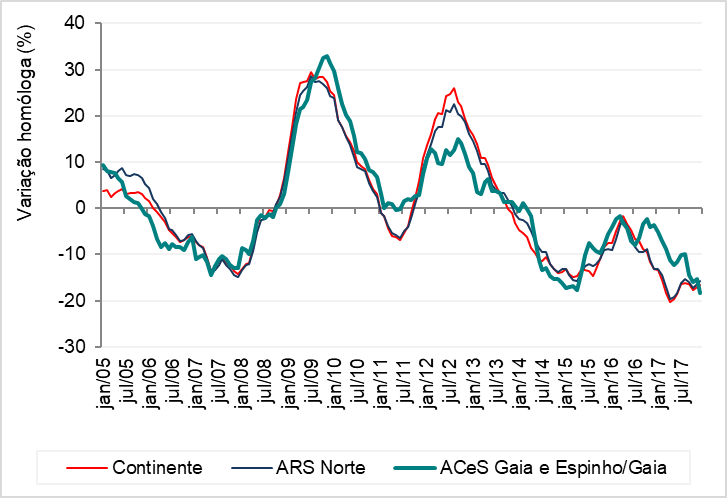 Variação homóloga (%)
40
30
20
10
0
-10
-20
-30
jan/05
jul/05
jan/06
jul/06
jan/07
jul/07
jan/08
jul/08
jan/09
jul/09
jan/10
jul/10
jan/11
jul/11
jan/12
jul/12
jan/13
jul/13
jan/14
jul/14
jan/15
jul/15
jan/16
jul/16
jan/17
jul/17
Continente ARS Norte ACeS Gaia e Espinho/Gaia